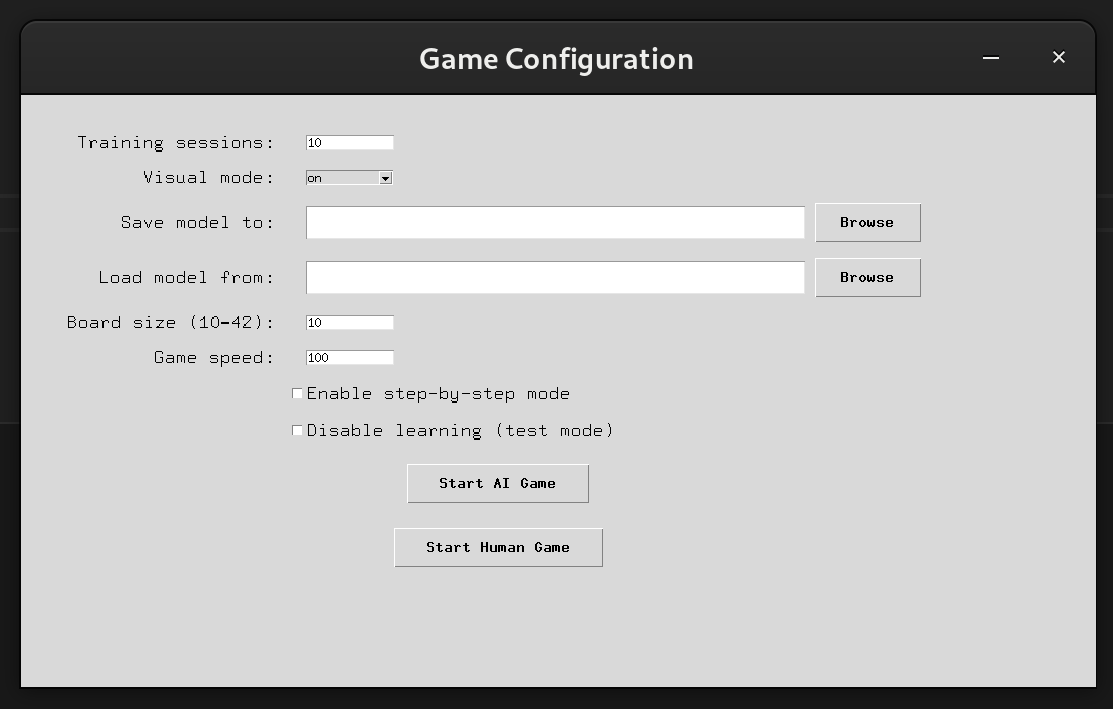 Game Configuration
Training sessions: 10
Visual mode: on
Save model to: Browse
Load model from: Browse
Board size (10-42): 10
Game speed: 100
Enable step-by-step mode
Disable learning (test mode)
Start AI Game
Start Human Game